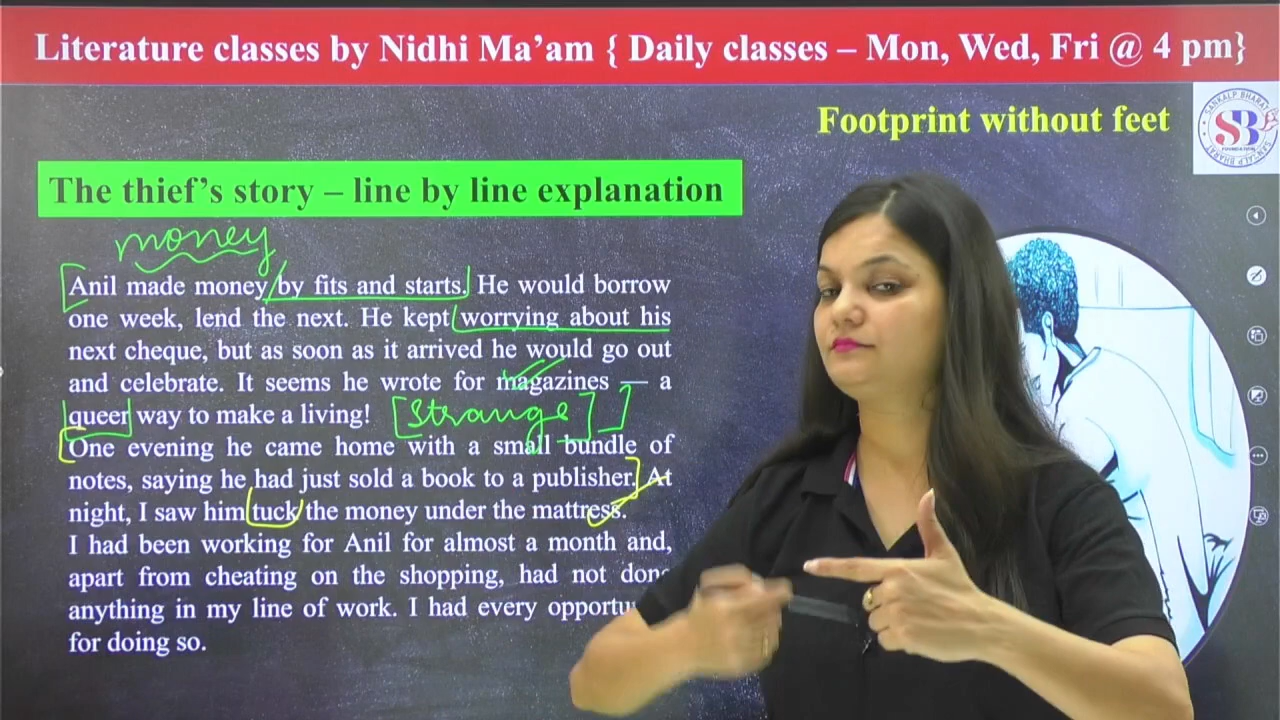 Literature classes by Nidhi Ma’am { Daily classes – Mon, Wed, Fri @ 4 pm}
SANKALP BHARAT
SB
FOUNDATION
Footprint without feet
The thief’s story – line by line explanation
money
Anil made money by fits and starts. He would borrow
one week, lend the next. He kept worrying about his
next cheque, but as soon as it arrived he would go out
and celebrate. It seems he wrote for magazines — a
queer way to make a living! [Strange]]
One evening he came home with a small bundle of
notes, saying he had just sold a book to a publisher. At
night, I saw him tuck the money under the mattress.
I had been working for Anil for almost a month and,
apart from cheating on the shopping, had not
anything in my line of work. I had every
for doing so.